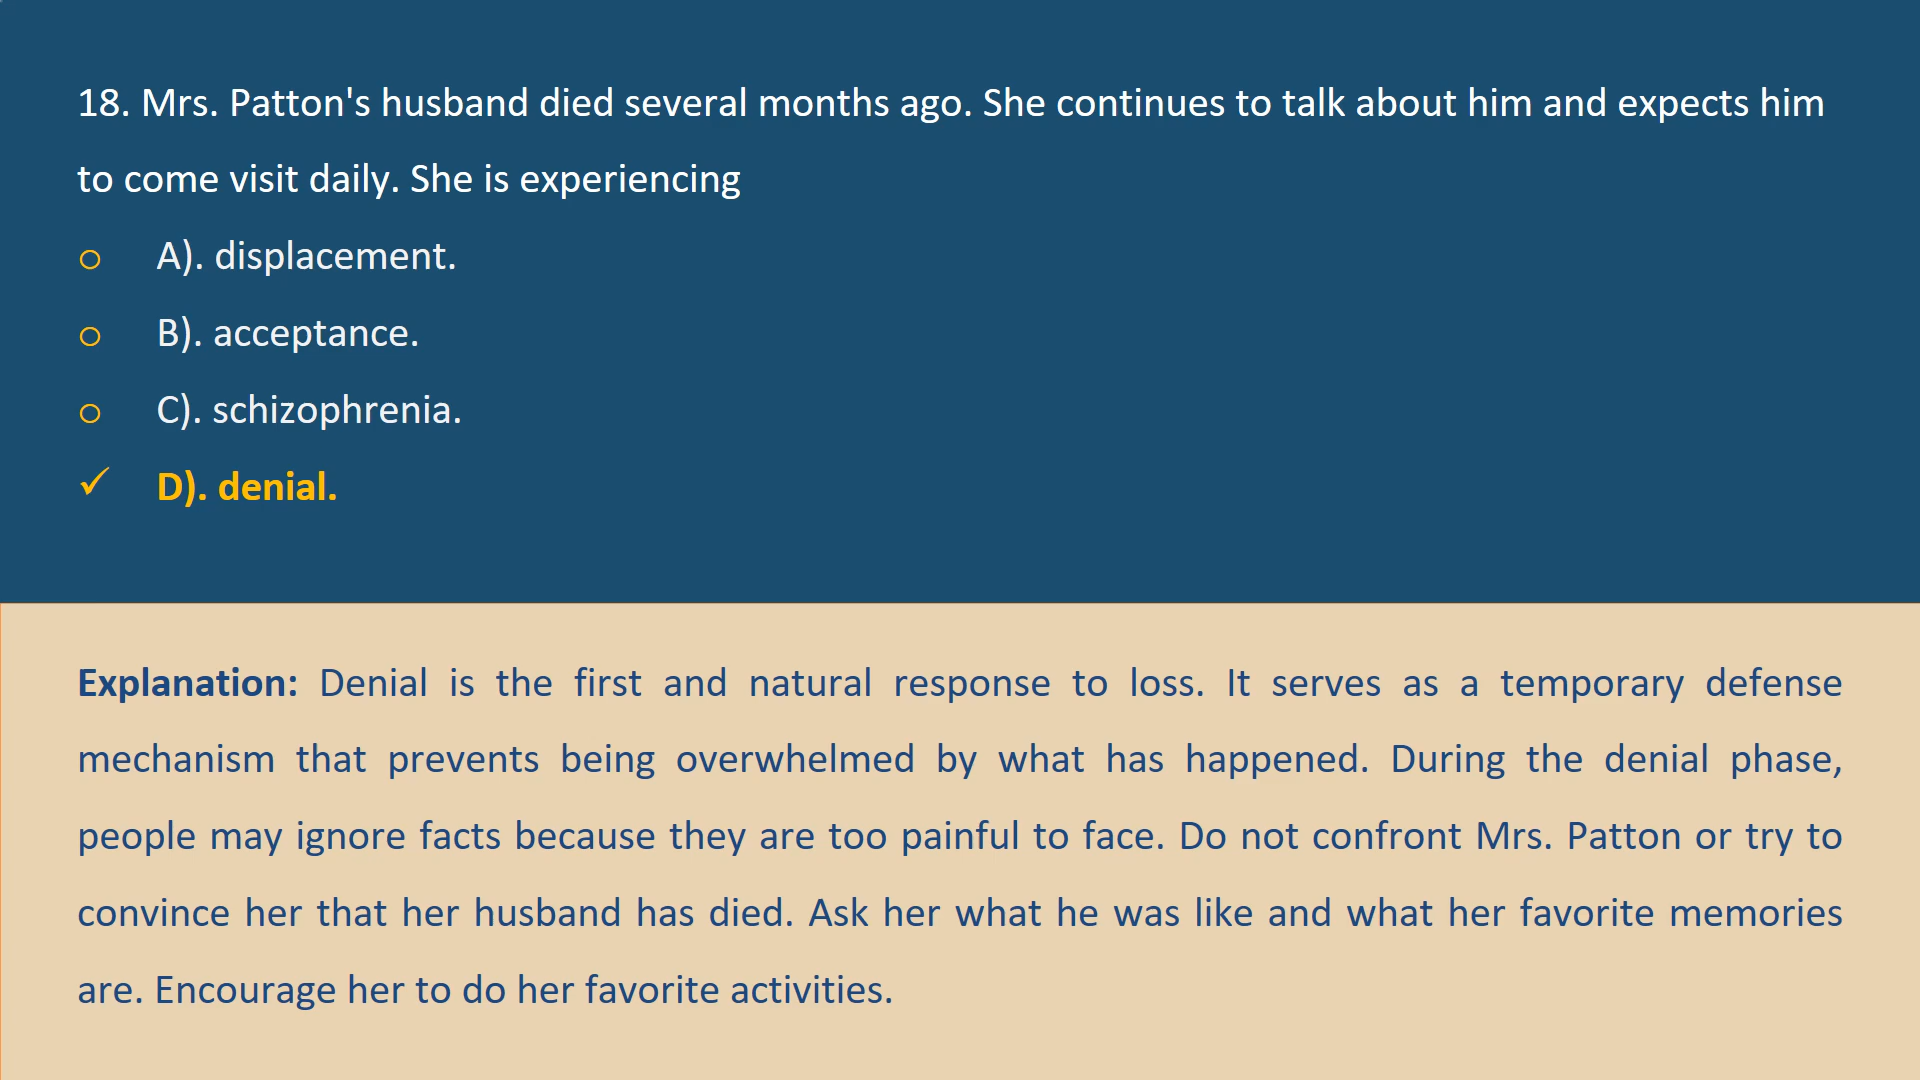 18. Mrs. Patton's husband died several months ago. She continues to talk about him and expects him
to come visit daily. She is experiencing
o A). displacement.
o B). acceptance.
o C). schizophrenia.
✓ D). denial.
Explanation: Denial is the first and natural response to loss. It serves as a temporary defense
mechanism that prevents being overwhelmed by what has happened. During the denial phase,
people may ignore facts because they are too painful to face. Do not confront Mrs. Patton or try to
convince her that her husband has died. Ask her what he was like and what her favorite memories
are. Encourage her to do her favorite activities.